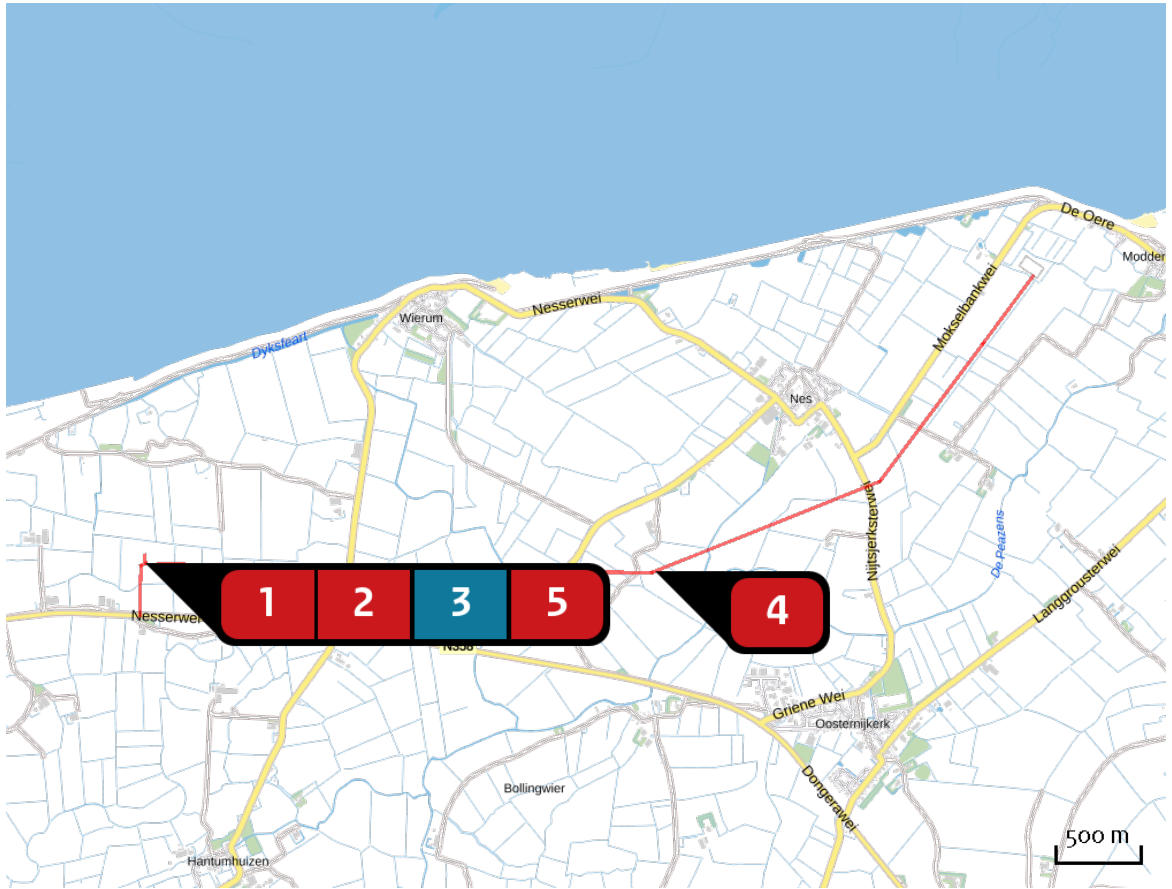 De Oere
Modder
Mokselbankwei
Nesserwei
Wierum
Dyksfeart
Nes
Nijtsjerksterwei
De Peazens
Langgrousterwei
1 2 3 5
4
Nesserwei
N358
Griene Wei
Oosternijkerk
Bollingwier
Dongerawei
500 m
Hantumhuizen